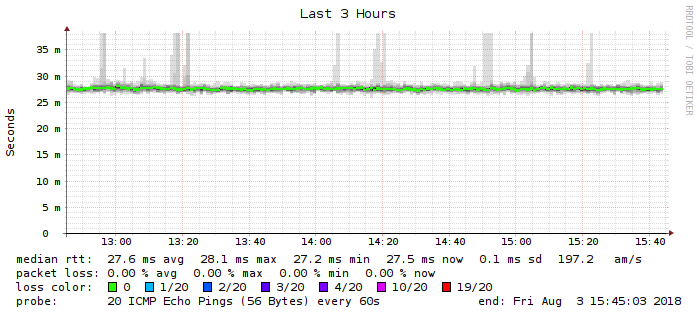 Last 3 Hours
RRDTOOL / TOBI OETIKER
Seconds
35 m
30 m
25 m
20 m
15 m
10 m
5 m
0
13:00 13:20 13:40 14:00 14:20 14:40 15:00 15:20 15:40
median rtt: 27.6 ms avg 28.1 ms max 27.2 ms min 27.5 ms now 0.1 ms sd 197.2 am/s
packet loss: 0.00 % avg 0.00 % max 0.00 % min 0.00 % now
loss color: 0 1/20 2/20 3/20 4/20 10/20 19/20
probe: 20 ICMP Echo Pings (56 Bytes) every 60s end: Fri Aug 3 15:45:03 2018